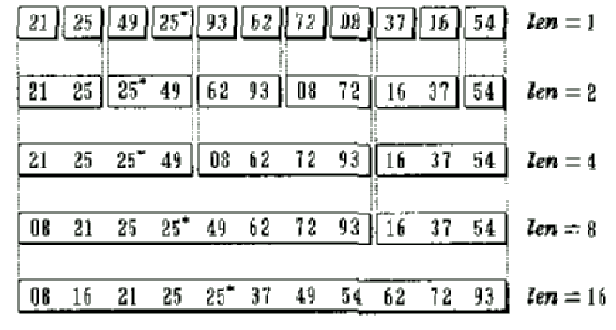 21 25 49 25* 93 62 72 08 37 16 54 len = 1
21 25 25* 49 62 93 08 72 16 37 54 len = 2
21 25 25* 49 08 62 72 93 16 37 54 len = 4
08 21 25 25* 49 62 72 93 16 37 54 len = 8
08 16 21 25 25* 37 49 54 62 72 93 len = 16